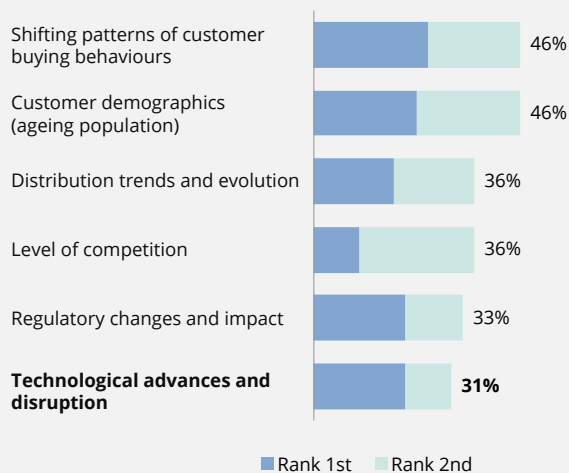 Shifting patterns of customer
buying behaviours
46%
Customer demographics
(ageing population)
46%
Distribution trends and evolution
36%
Level of competition
36%
Regulatory changes and impact
33%
Technological advances and
disruption
31%
Rank 1st
Rank 2nd